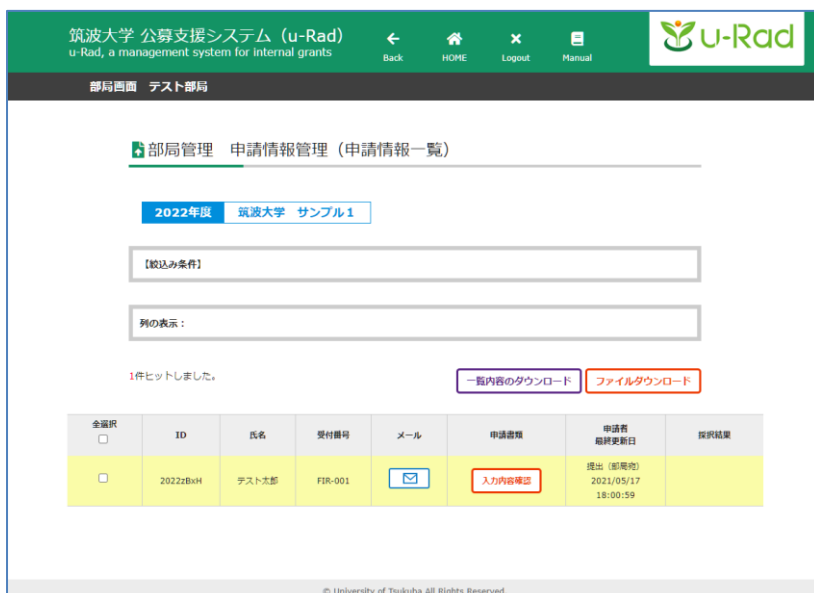 筑波大学 公募支援システム（u-Rad）
u-Rad, a management system for internal grants
Back
HOME
Logout
Manual
u-Rad
部局画面 テスト部局
部局管理 申請情報管理（申請情報一覧）
2022年度 筑波大学 サンプル1
【絞込み条件】
列の表示：
1件ヒットしました。
一覧内容のダウンロード
ファイルダウンロード
全選択
ID
氏名
受付番号
メール
申請書類
申請者
最終更新日
採択結果
2022zBxH
テスト太郎
FIR-001
入力内容確認
提出（部局宛）
2021/05/17
18:00:59
© University of Tsukuba All Rights Reserved.